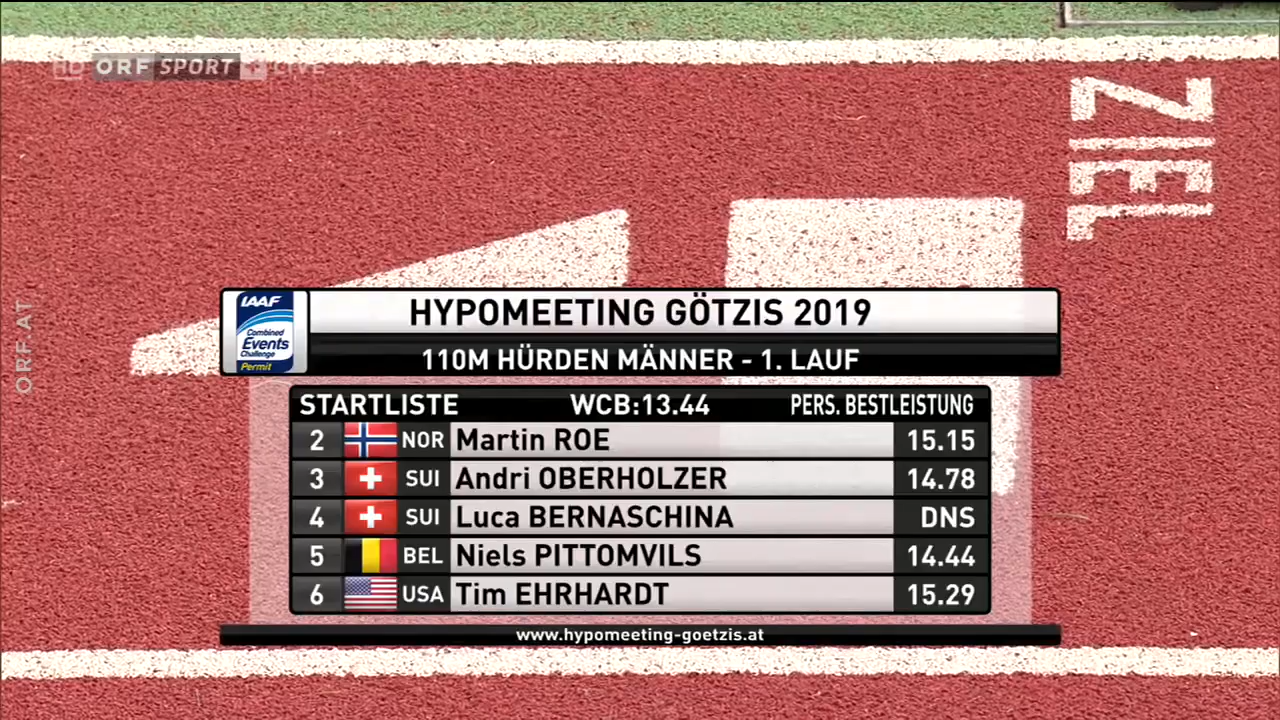 HD ORF SPORT + LIVE
ZIEL
ORF.AT
IAAF
Combined
Events
Challenge
Permit
HYPOMEETING GÖTZIS 2019
110M HÜRDEN MÄNNER - 1. LAUF
STARTLISTE WCB:13.44 PERS. BESTLEISTUNG
2 NOR Martin ROE 15.15
3 SUI Andri OBERHOLZER 14.78
4 SUI Luca BERNASCHINA DNS
5 BEL Niels PITTOMVILS 14.44
6 USA Tim EHRHARDT 15.29
www.hypomeeting-goetzis.at